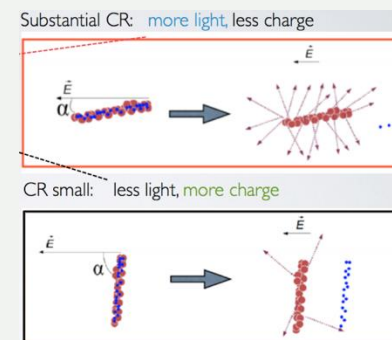 Substantial CR: more light, less charge
E
E
α
CR small: less light, more charge
E
E
α